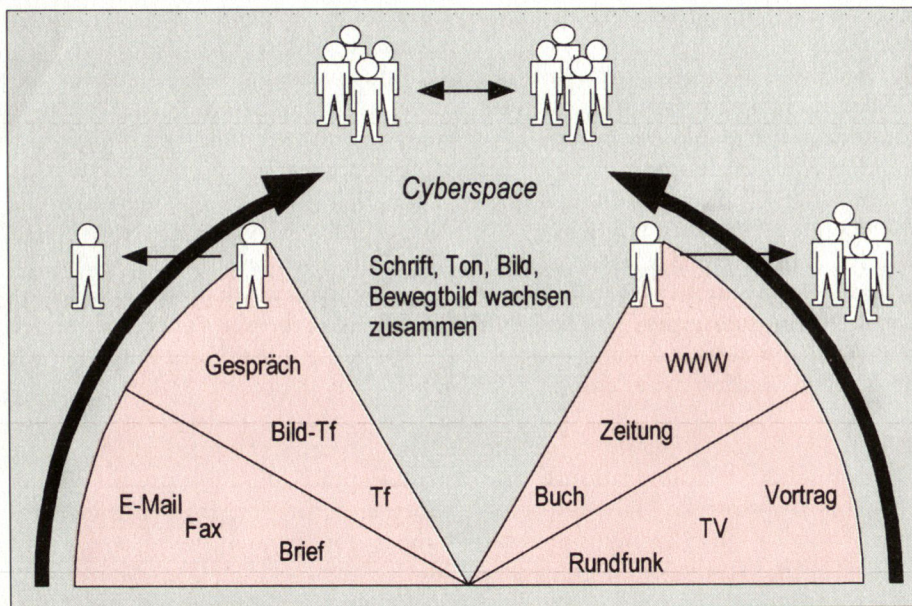 Cyberspace
Schrift, Ton, Bild,
Bewegtbild wachsen
zusammen
Gespräch
Bild-Tf
Tf
E-Mail
Fax
Brief
WWW
Zeitung
Buch
Vortrag
TV
Rundfunk